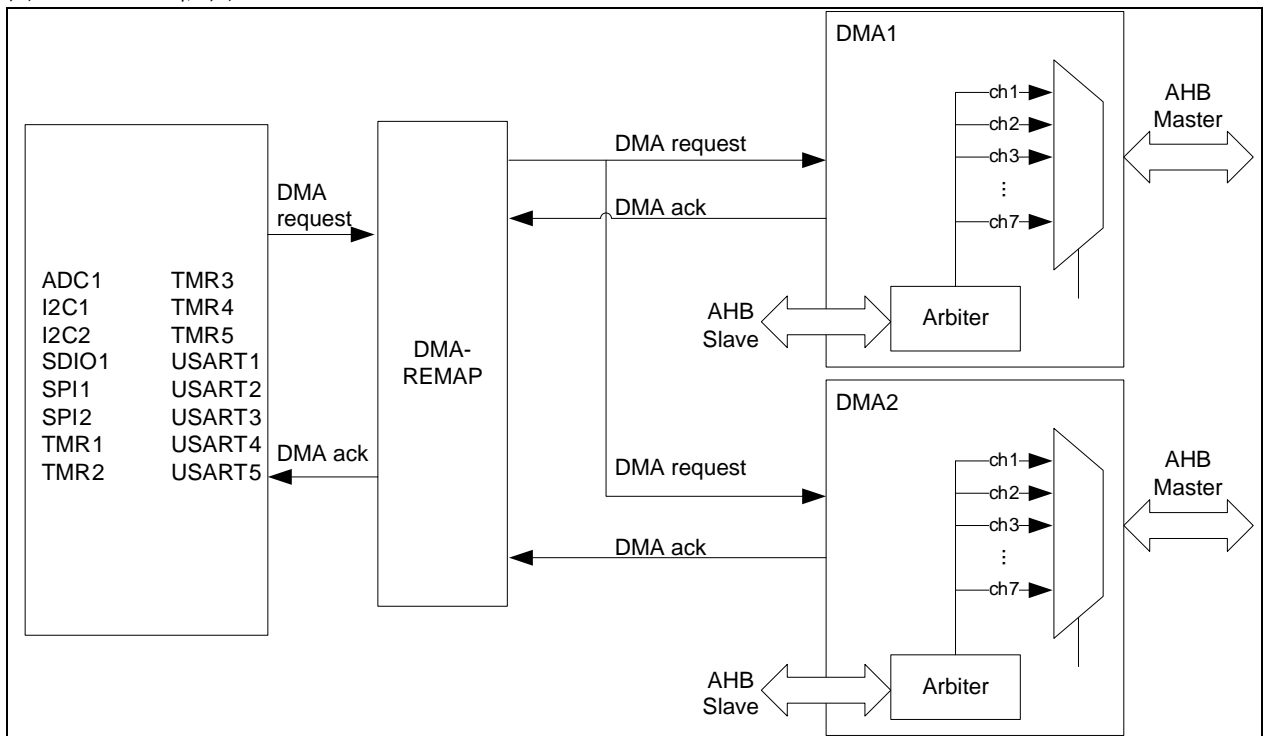 DMA request
DMA ack
ADC1 TMR3
I2C1 TMR4
I2C2 TMR5
SDIO1 USART1
SPI1 USART2
SPI2 USART3
TMR1 USART4
TMR2 USART5
DMA-
REMAP
DMA request
DMA ack
DMA request
DMA ack
DMA1
ch1
ch2
ch3
⋮
ch7
Arbiter
AHB
Slave
AHB
Master
DMA2
ch1
ch2
ch3
⋮
ch7
Arbiter
AHB
Slave
AHB
Master